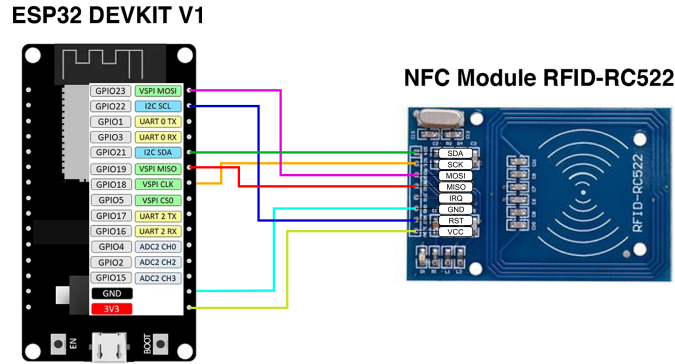 ESP32 DEVKIT V1
NFC Module RFID-RC522
GPIO23 VSPI MOSI
GPIO22 I2C SCL
GPIO1 UART 0 TX
GPIO3 UART 0 RX
GPIO21 I2C SDA
GPIO19 VSPI MISO
GPIO18 VSPI CLK
GPIO5 VSPI CS0
GPIO17 UART 2 TX
GPIO16 UART 2 RX
GPIO4 ADC2 CH0
GPIO2 ADC2 CH2
GPIO15 ADC2 CH3
GND
3V3
EN
BOOT
SDA
SCK
MOSI
MISO
IRQ
GND
RST
VCC
RFID-RC522